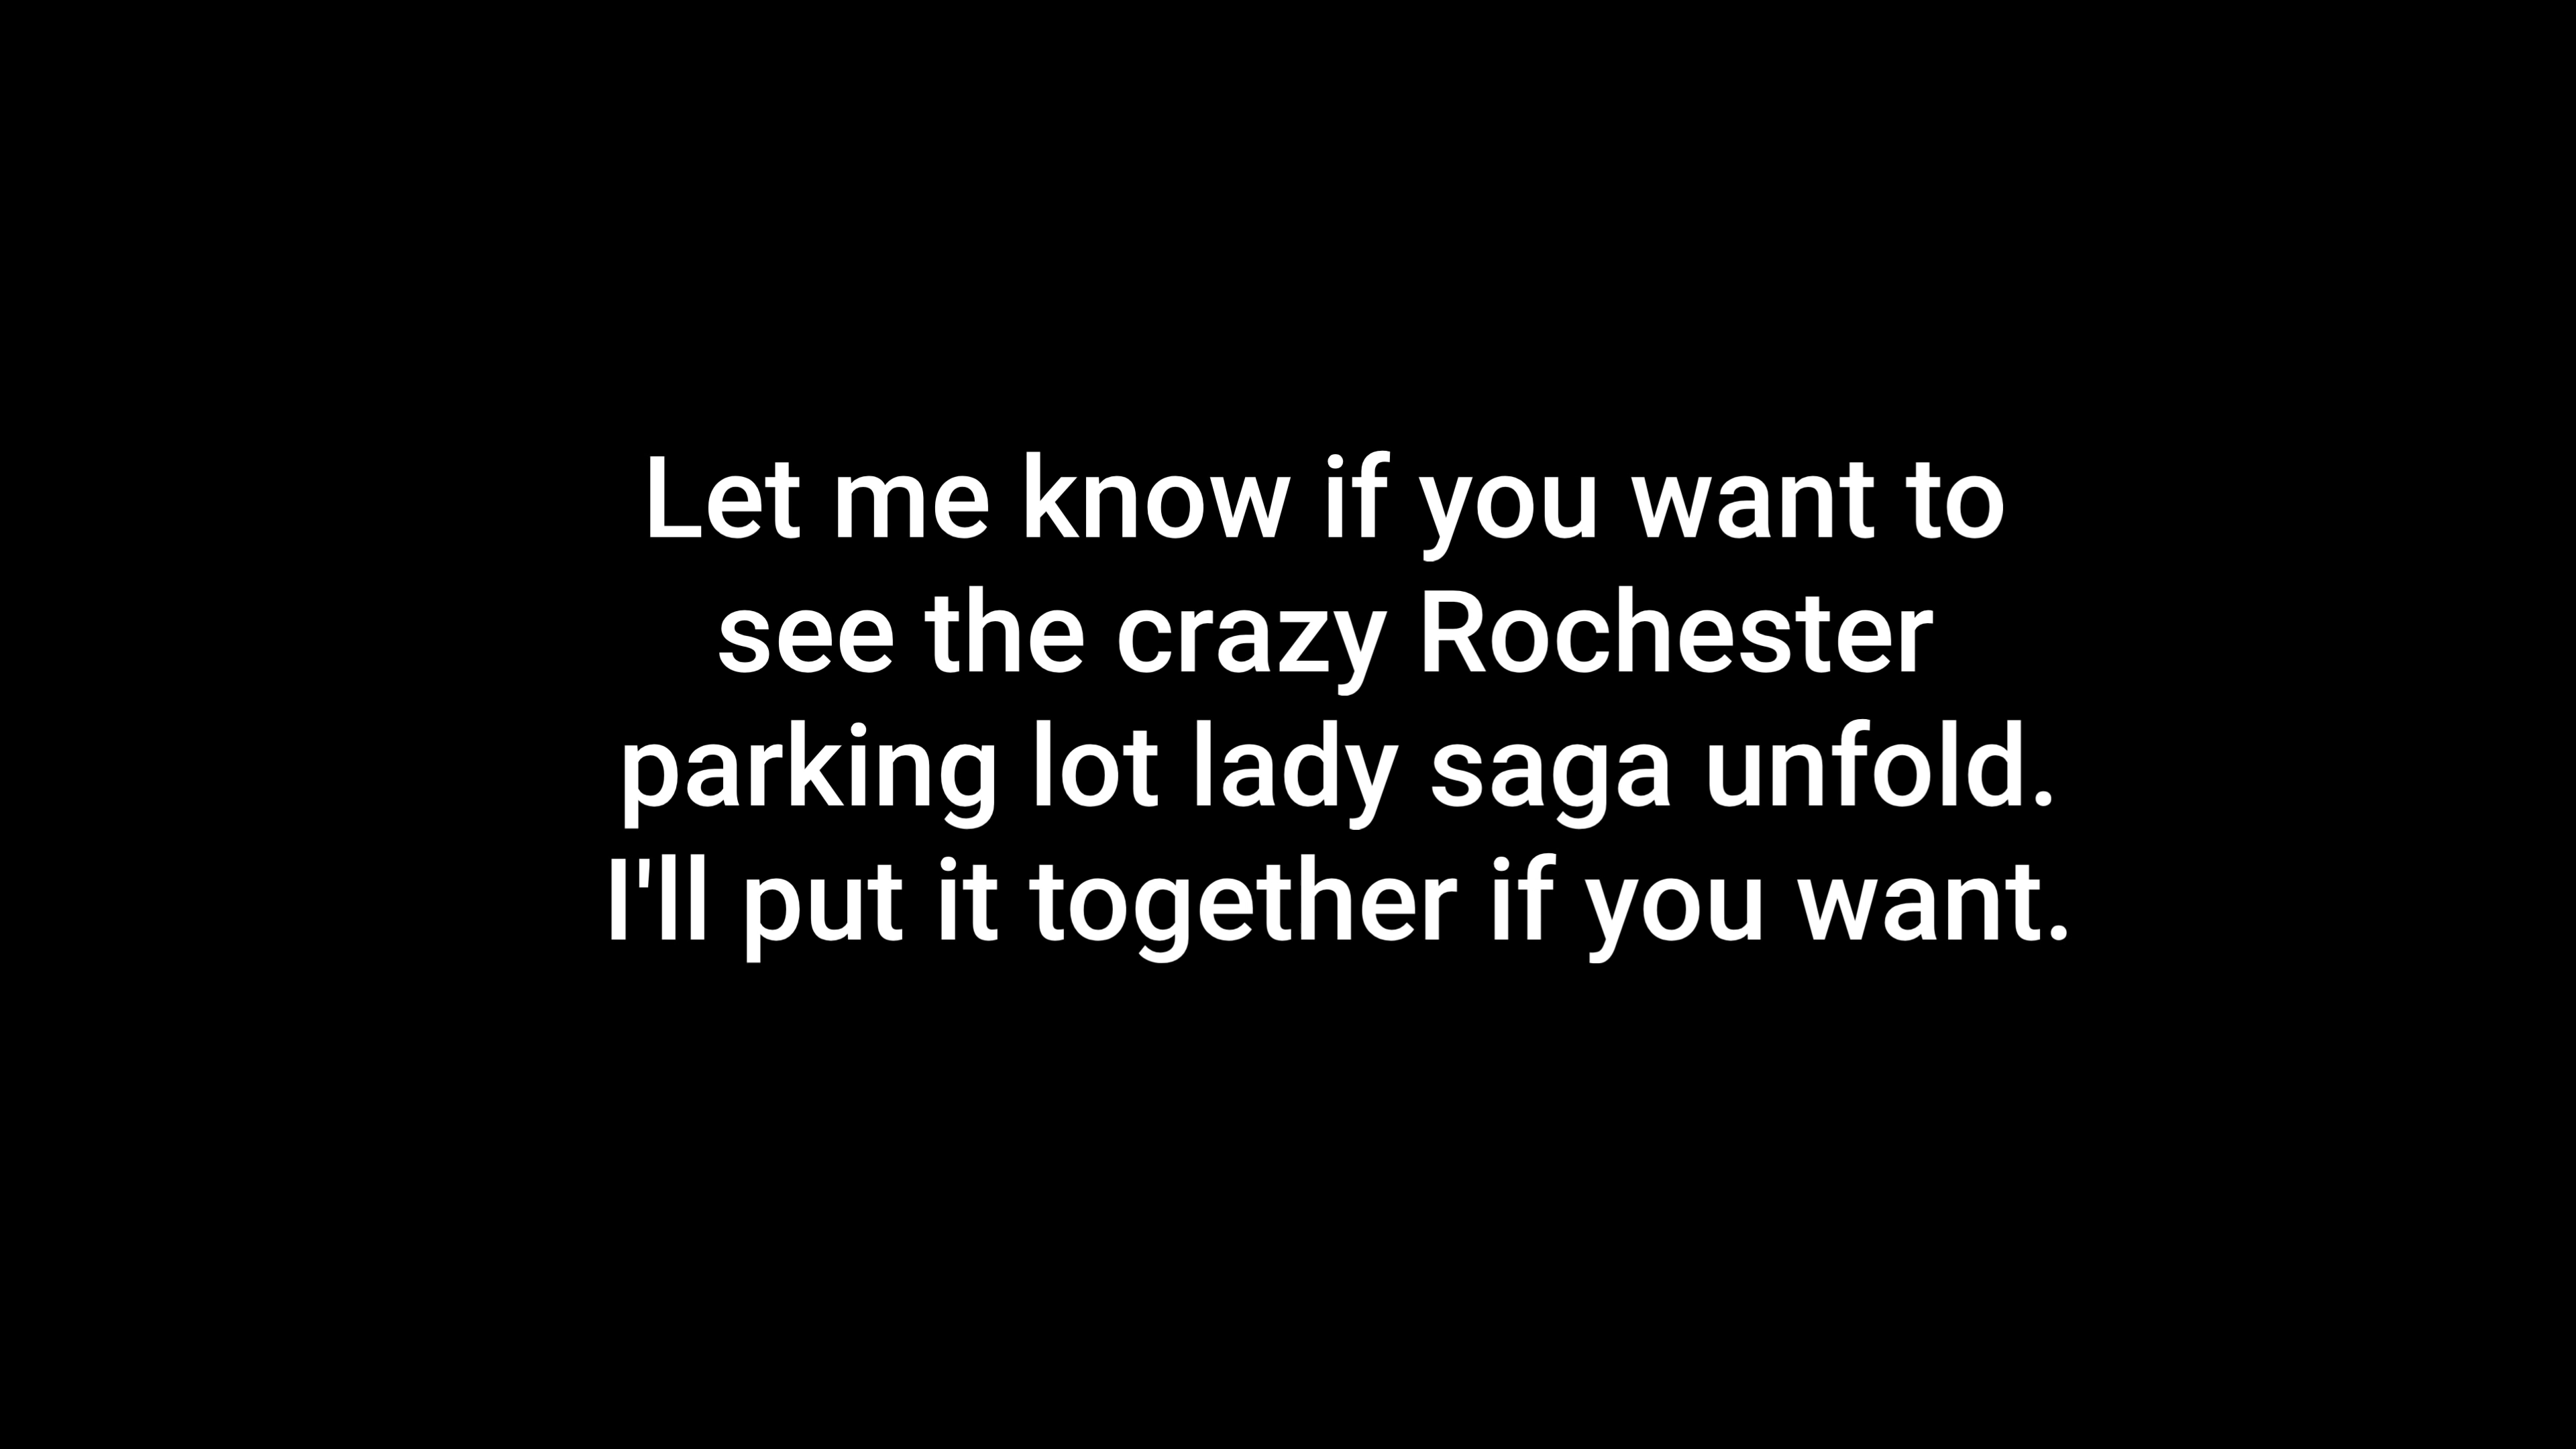 Let me know if you want to
see the crazy Rochester
parking lot lady saga unfold.
I'll put it together if you want.